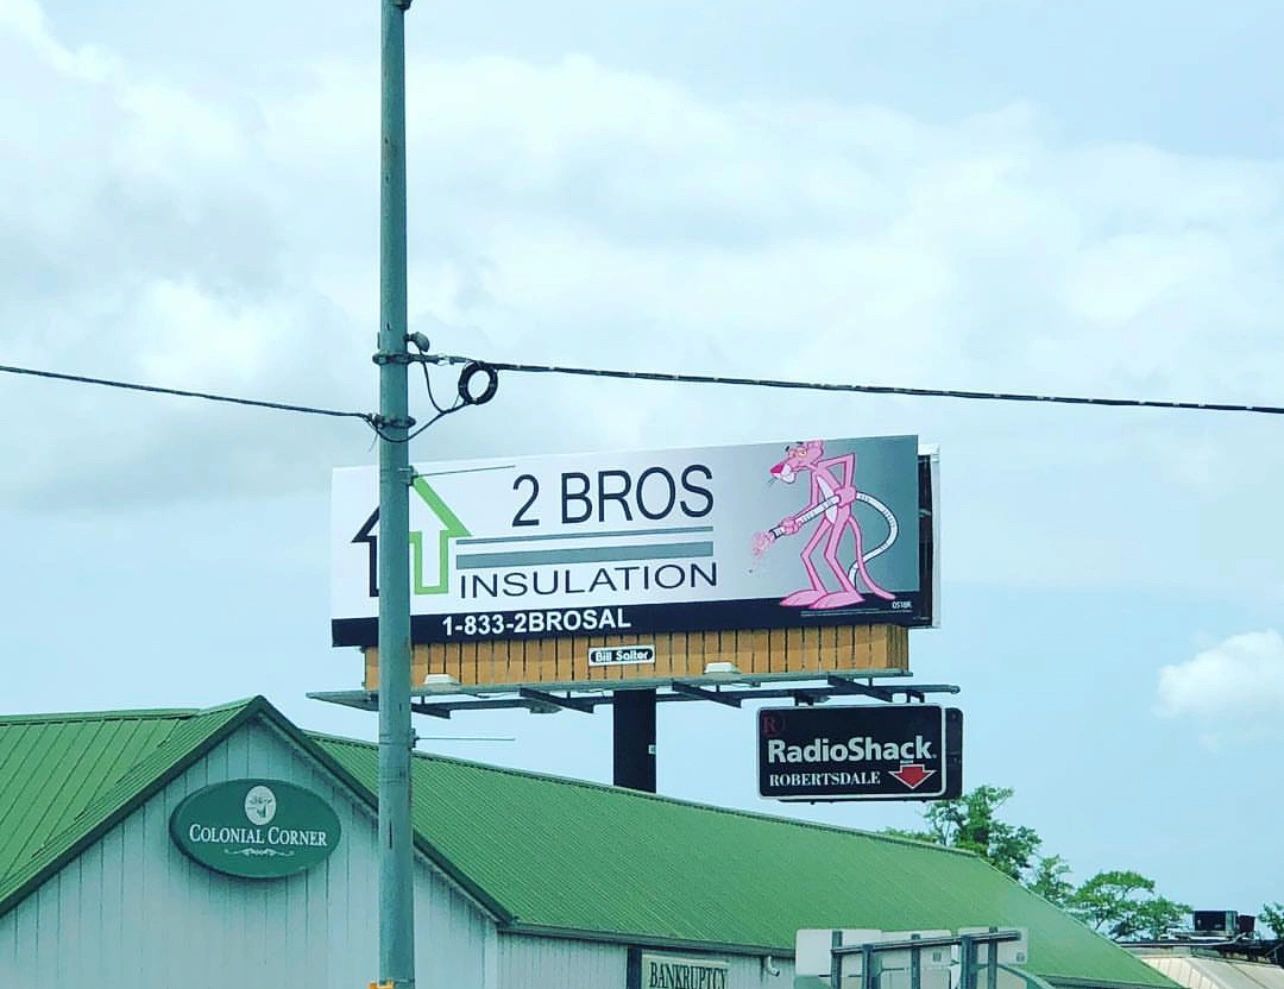 2 BROS
INSULATION
1-833-2BROSAL
Bill Salter
R
RadioShack.
ROBERTSDALE
COLONIAL CORNER
BANKRUPTCY